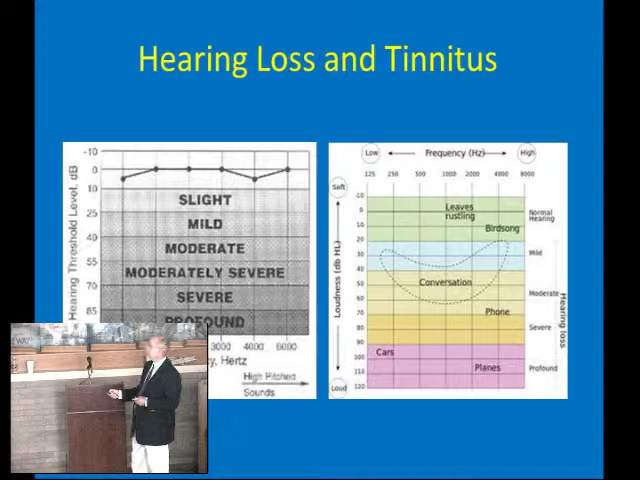 Hearing Loss and Tinnitus
Hearing Threshold Level, dB
-10
0
10
25
40
55
70
85
SLIGHT
MILD
MODERATE
MODERATELY SEVERE
SEVERE
PROFOUND
3000 4000 6000
Hertz
High Pitched
Sounds
Low Frequency (Hz) High
125 250 500 1000 2000 4000 8000
Soft
Loudness (db HL)
Loud
-10
0
10
20
30
40
50
60
70
80
90
100
110
120
Leaves
rustling
Birdsong
Conversation
Phone
Cars
Planes
Normal
Hearing
Mild
Moderate
Severe
Profound
Hearing loss
WAY